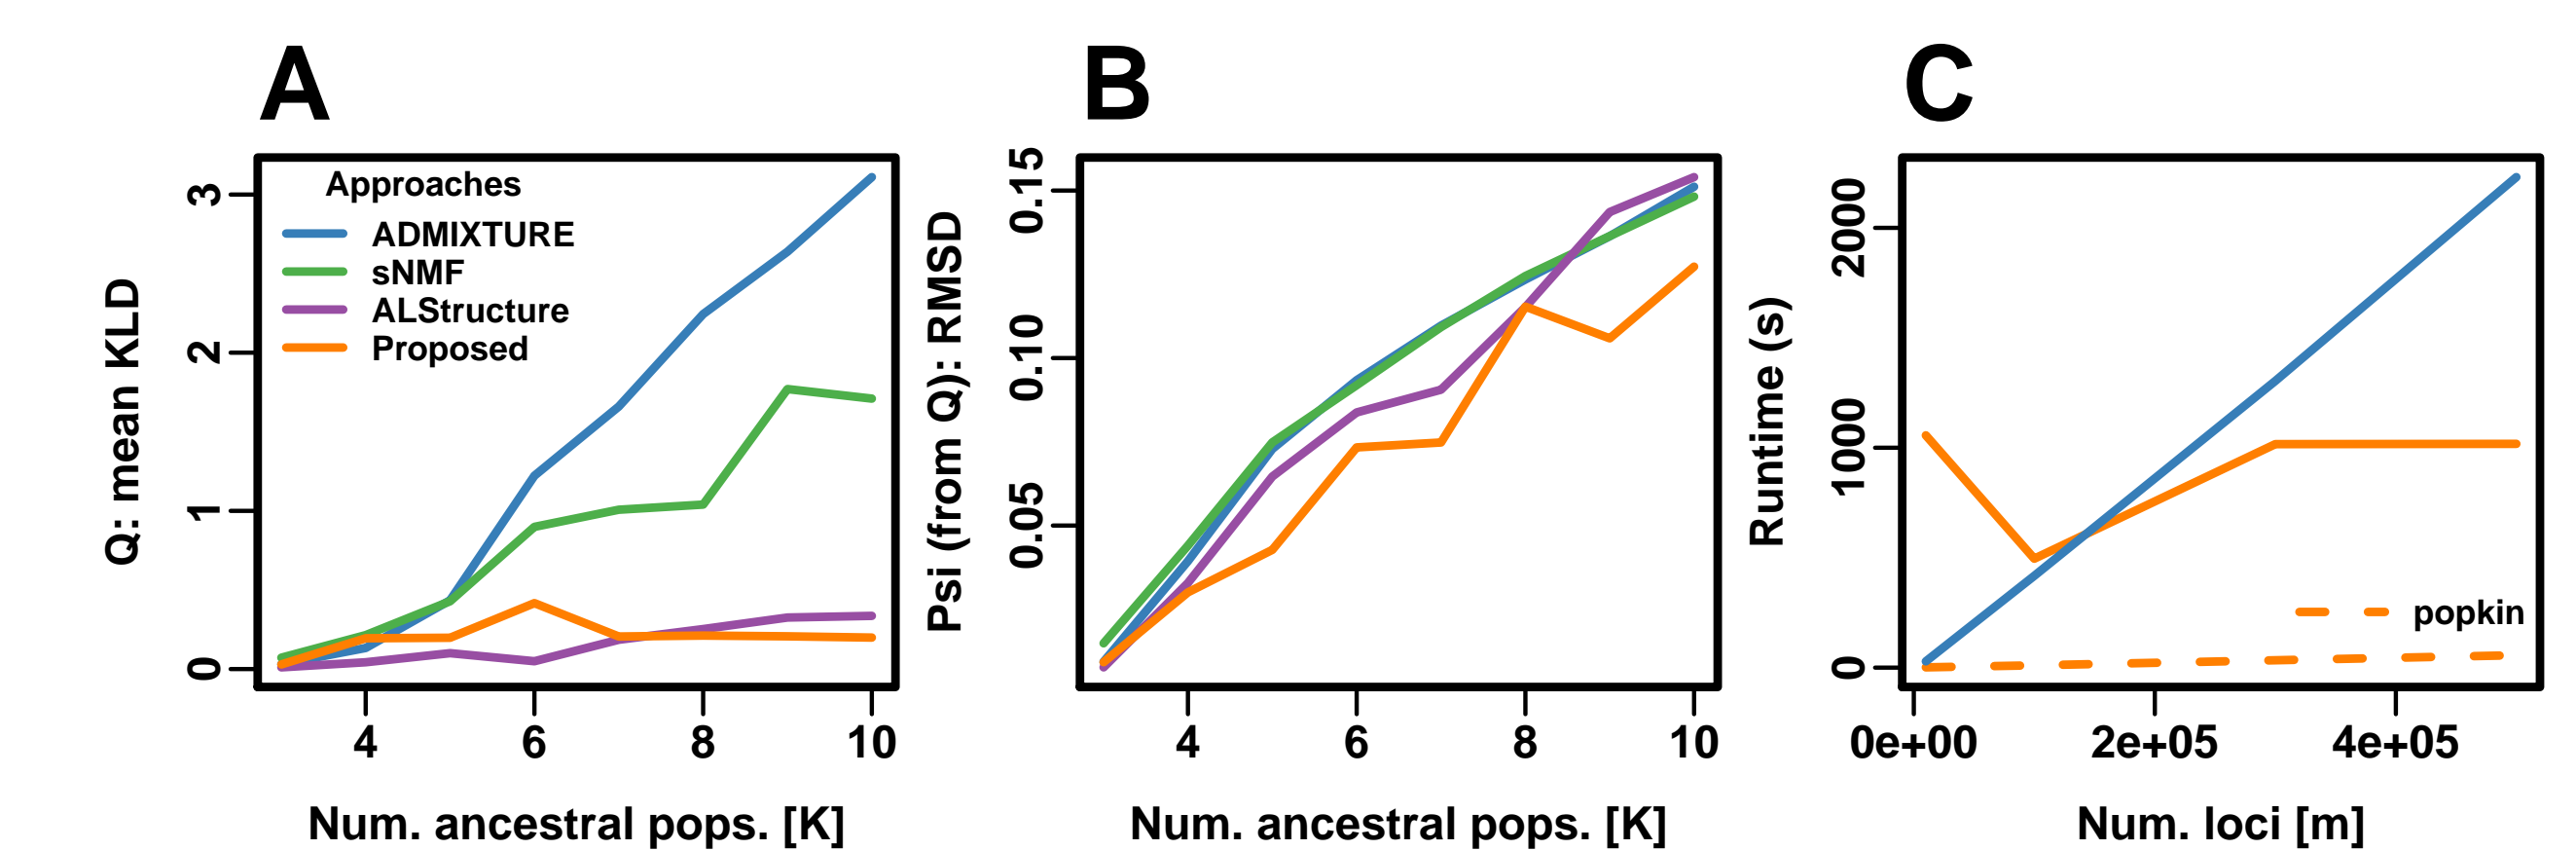 A
B
C
Approaches
ADMIXTURE
sNMF
ALStructure
Proposed
Q: mean KLD
0
1
2
3
4
6
8
10
Num. ancestral pops. [K]
Psi (from Q): RMSD
0.05
0.10
0.15
4
6
8
10
Num. ancestral pops. [K]
Runtime (s)
0
1000
2000
popkin
0e+00
2e+05
4e+05
Num. loci [m]